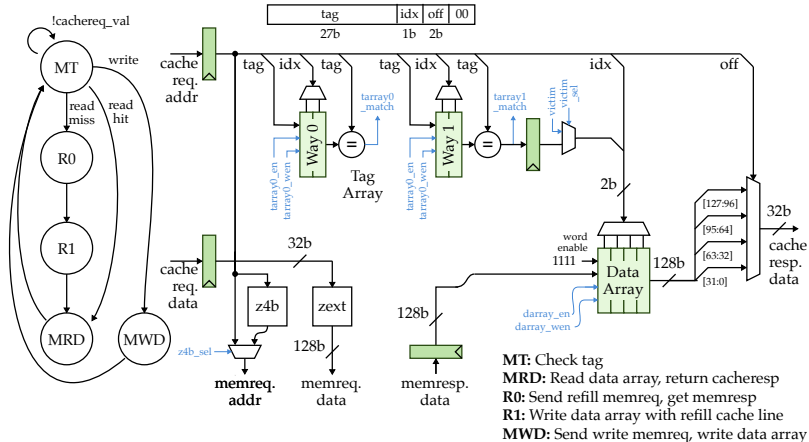 tag idx off 00
27b 1b 2b
!cachereq_val
MT
write
read
miss
read
hit
R0
R1
MRD
MWD
cache
req.
addr
tag idx tag
tag idx tag
idx
off
tarray0
_match
tarray1
_match
victim
victim
_sel
Way 0
=
Way 1
=
tarray0_en
tarray0_wen
tarray0_en
tarray0_wen
Tag
Array
2b
[127:96]
[95:64]
[63:32]
[31:0]
32b
cache
resp.
data
cache
req.
data
32b
word
enable
1111
Data
Array
128b
z4b
zext
128b
darray_en
darray_wen
z4b_sel
128b
memreq.
addr
memreq.
data
memresp.
data
MT: Check tag
MRD: Read data array, return cacheresp
R0: Send refill memreq, get memresp
R1: Write data array with refill cache line
MWD: Send write memreq, write data array